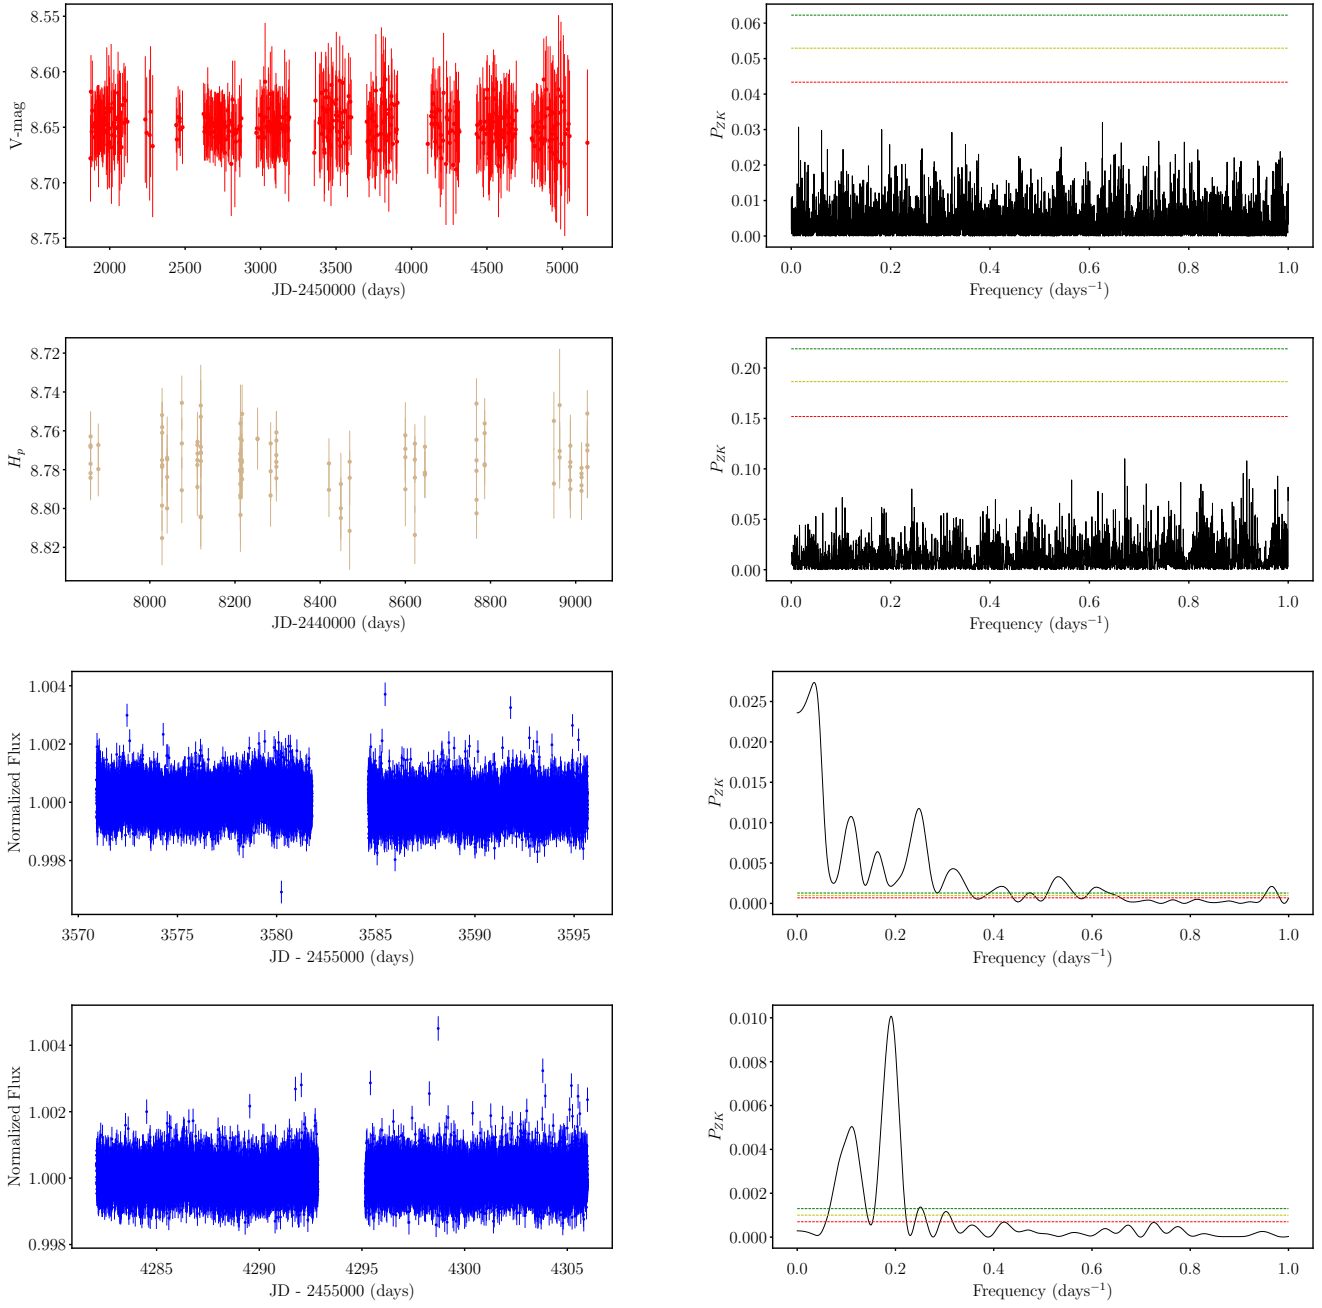 8.55
8.60
8.65
8.70
8.75
V-mag
2000 2500 3000 3500 4000 4500 5000
JD-2450000 (days)
0.06
0.05
0.04
0.03
0.02
0.01
0.00
P_ZK
0.0 0.2 0.4 0.6 0.8 1.0
Frequency (days⁻¹)
8.72
8.74
8.76
8.78
8.80
8.82
H_p
8000 8200 8400 8600 8800 9000
JD-2440000 (days)
0.20
0.15
0.10
0.05
0.00
P_ZK
0.0 0.2 0.4 0.6 0.8 1.0
Frequency (days⁻¹)
1.004
1.002
1.000
0.998
Normalized Flux
3570 3575 3580 3585 3590 3595
JD - 2455000 (days)
0.025
0.020
0.015
0.010
0.005
0.000
P_ZK
0.0 0.2 0.4 0.6 0.8 1.0
Frequency (days⁻¹)
1.004
1.002
1.000
0.998
Normalized Flux
4285 4290 4295 4300 4305
JD - 2455000 (days)
0.010
0.008
0.006
0.004
0.002
0.000
P_ZK
0.0 0.2 0.4 0.6 0.8 1.0
Frequency (days⁻¹)